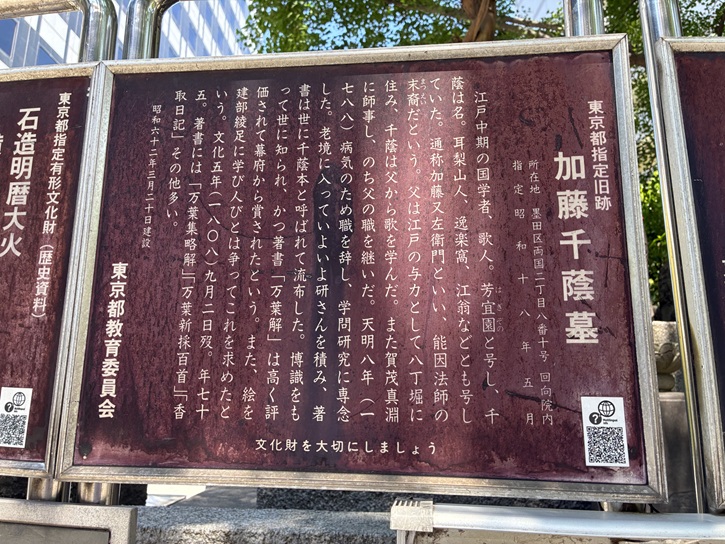 東京都指定旧跡
加藤千蔭墓
所在地 墨田区両国二丁目八番十号 回向院内
指定 昭和十八年五月
江戸中期の国学者、歌人。芳宜園と号し、千
はぎぞの
蔭は名。耳梨山人、逸楽窩、江翁などとも号し
ていた。通称加藤又左衛門といい、能因法師の
末裔だという。父は江戸の与力として八丁堀に
まつえい
住み、千蔭は父から歌を学んだ。また賀茂真淵
に師事し、のち父の職を継いだ。天明八年(一
七八八)病気のため職を辞し、学問研究に専念
した。老境に入っていよいよ研さんを積み、著
書は世に千蔭本と呼ばれて流布した。博識をも
って世に知られ、かつ著書「万葉解」は高く評
価されて幕府から賞されたという。また、絵を
建部綾足に学び人びとは争ってこれを求めたと
いう。文化五年(一八〇八)九月二日歿。年七十
五。著書には「万葉集略解」「万葉新採百首」「香
取日記」その他多い。
昭和六十二年三月二十日建設
東京都教育委員会
文化財を大切にしましょう
東京都指定有形文化財(歴史資料)
石造明暦大火